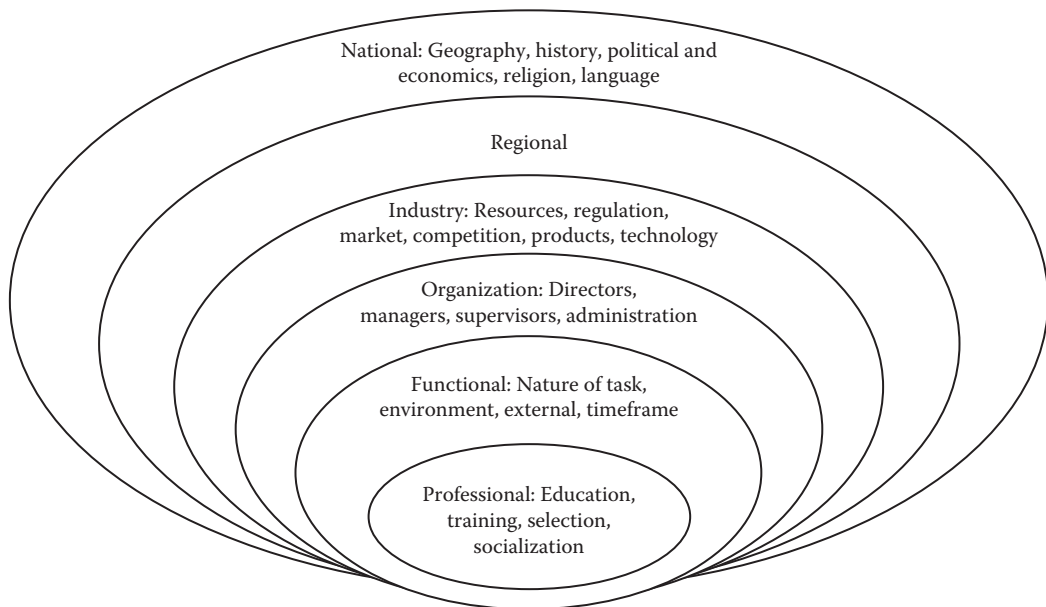 National: Geography, history, political and
economics, religion, language
Regional
Industry: Resources, regulation,
market, competition, products, technology
Organization: Directors,
managers, supervisors, administration
Functional: Nature of task,
environment, external, timeframe
Professional: Education,
training, selection,
socialization